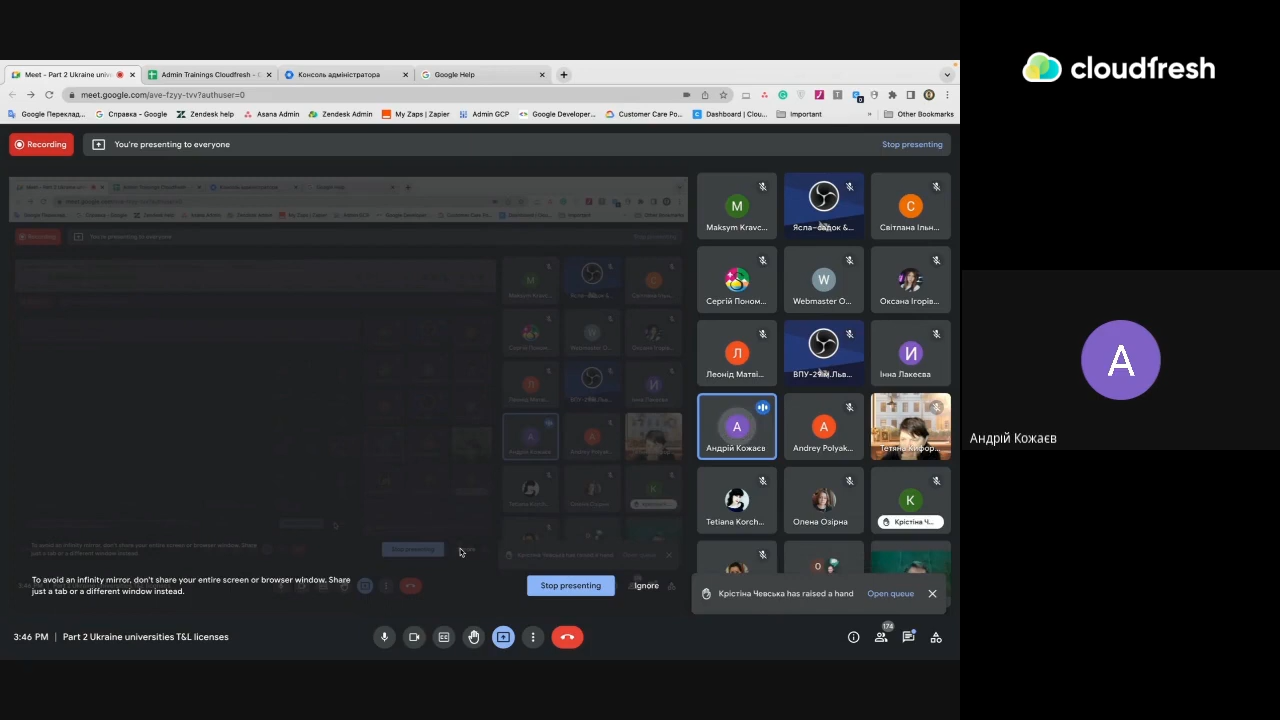 Meet - Part 2 Ukraine univ
Admin Trainings Cloudfresh - G
Консоль адміністратора
Google Help
meet.google.com/ave-fzyy-tvv?authuser=0
Google Переклад...
Справка - Google
Zendesk help
Asana Admin
Zendesk Admin
My Zaps | Zapier
Admin GCP
Google Developer...
Customer Care Po...
Dashboard | Clou...
Important
Other Bookmarks
Recording
You're presenting to everyone
Stop presenting
M
Maksym Kravc...
Ясла-садок &...
С
Світлана Ільн...
Сергій Поном...
W
Webmaster O...
Оксана Ігорів...
Л
Леонід Матві...
И
Інна Лакеєва
А
Андрій Кожаєв
A
Andrey Polyak...
Tetiana Korch...
Олена Озірна
К
Крістіна Ч...
To avoid an infinity mirror, don't share your entire screen or browser window. Share
just a tab or a different window instead.
Stop presenting
Ignore
Крістіна Чевська has raised a hand
Open queue
3:46 PM | Part 2 Ukraine universities T&L licenses
174
cloudfresh
А
Андрій Кожаєв